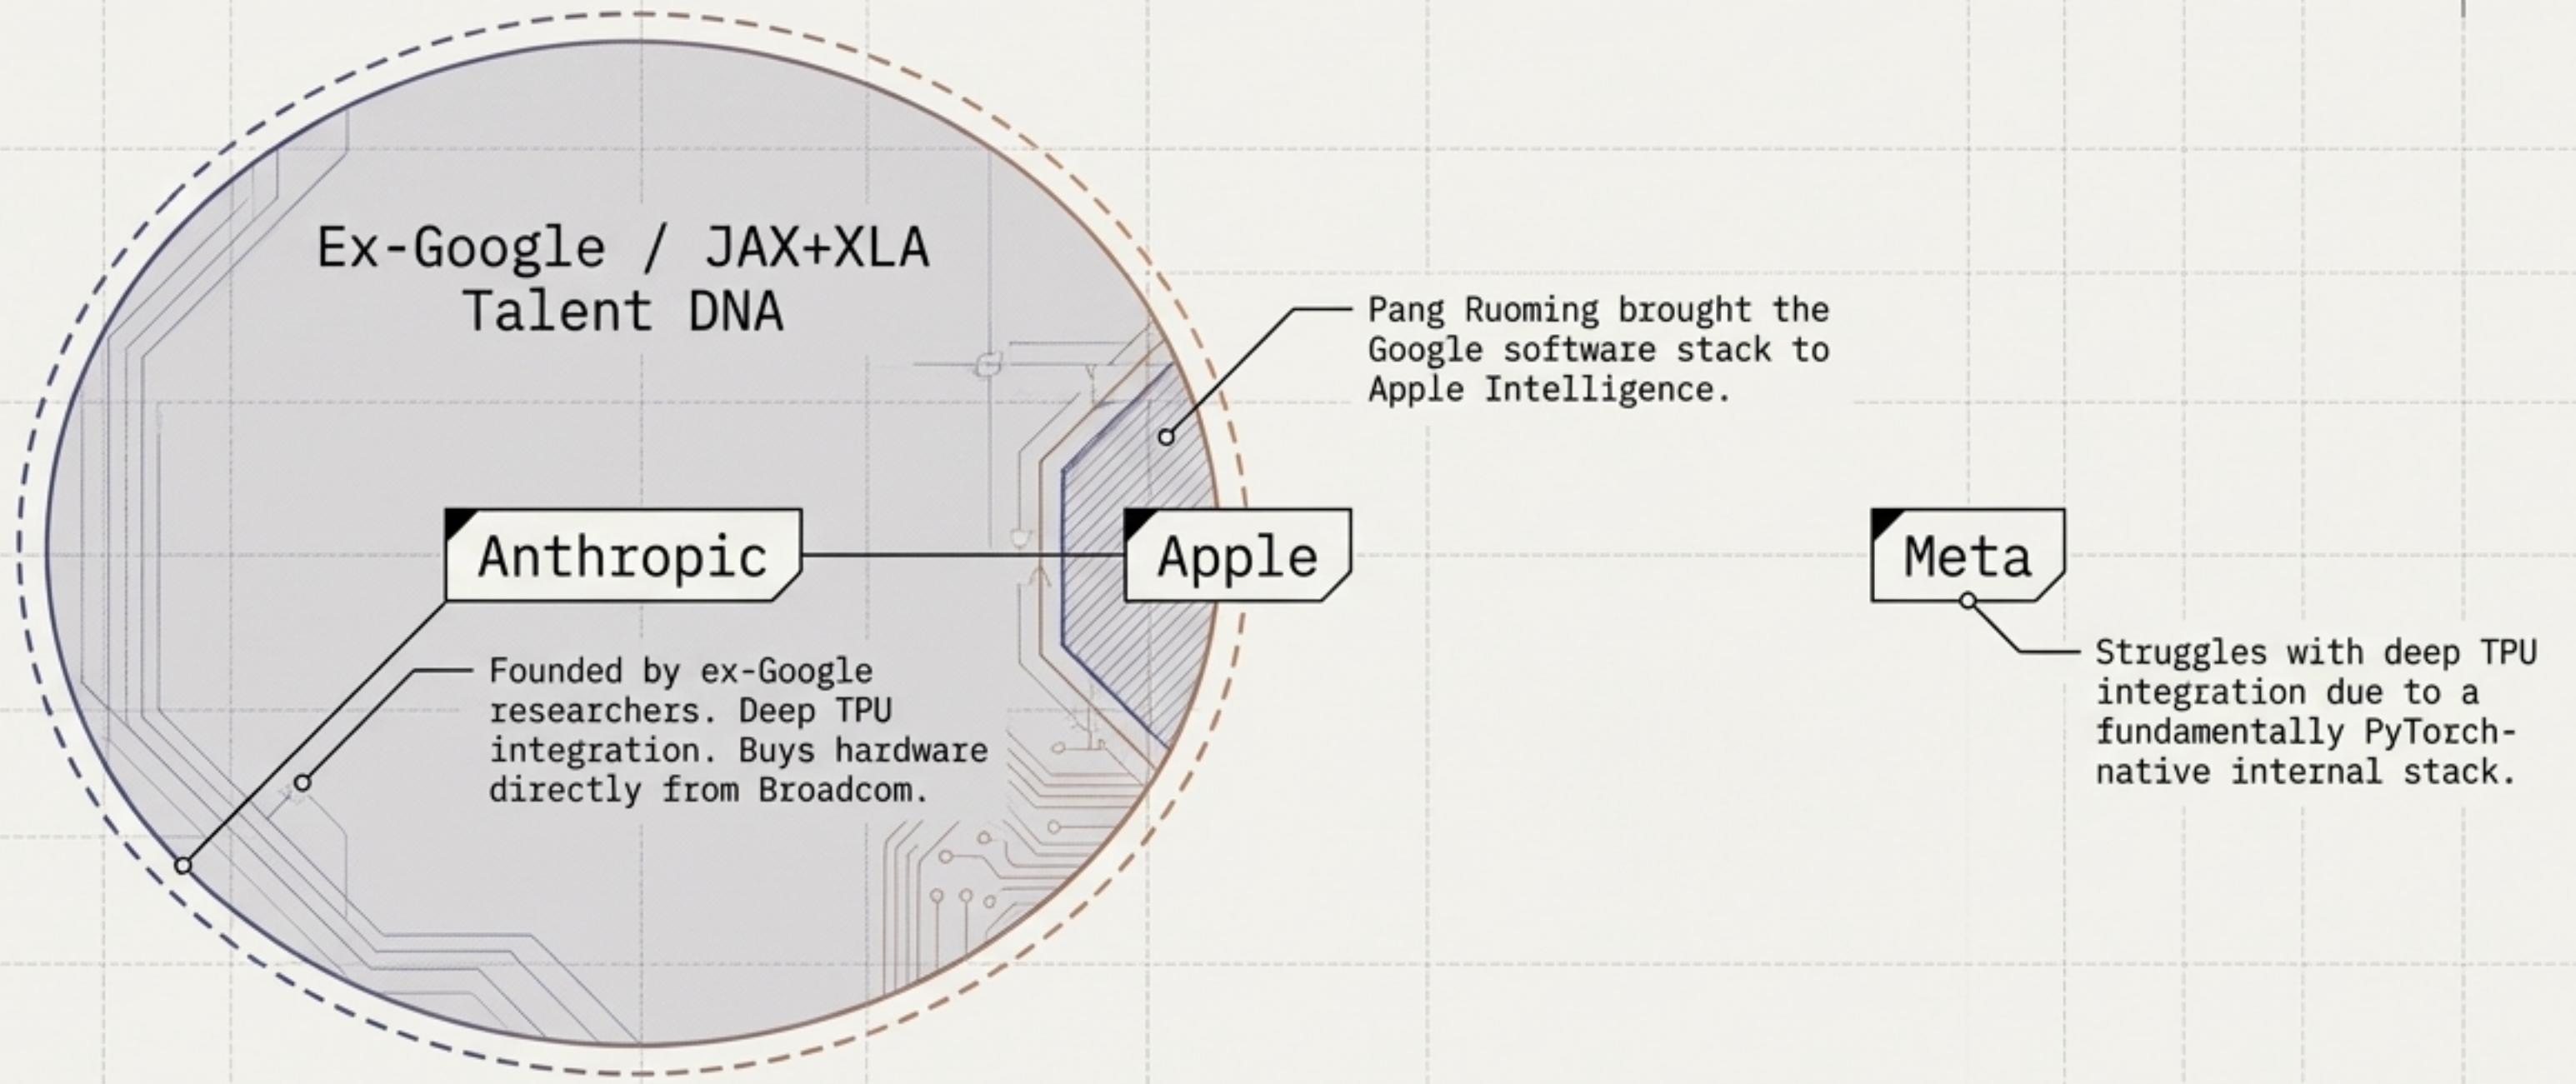 Ex-Google / JAX+XLA
Talent DNA
Pang Ruoming brought the
Google software stack to
Apple Intelligence.
Anthropic
Apple
Meta
Founded by ex-Google
researchers. Deep TPU
integration. Buys hardware
directly from Broadcom.
Struggles with deep TPU
integration due to a
fundamentally PyTorch-
native internal stack.